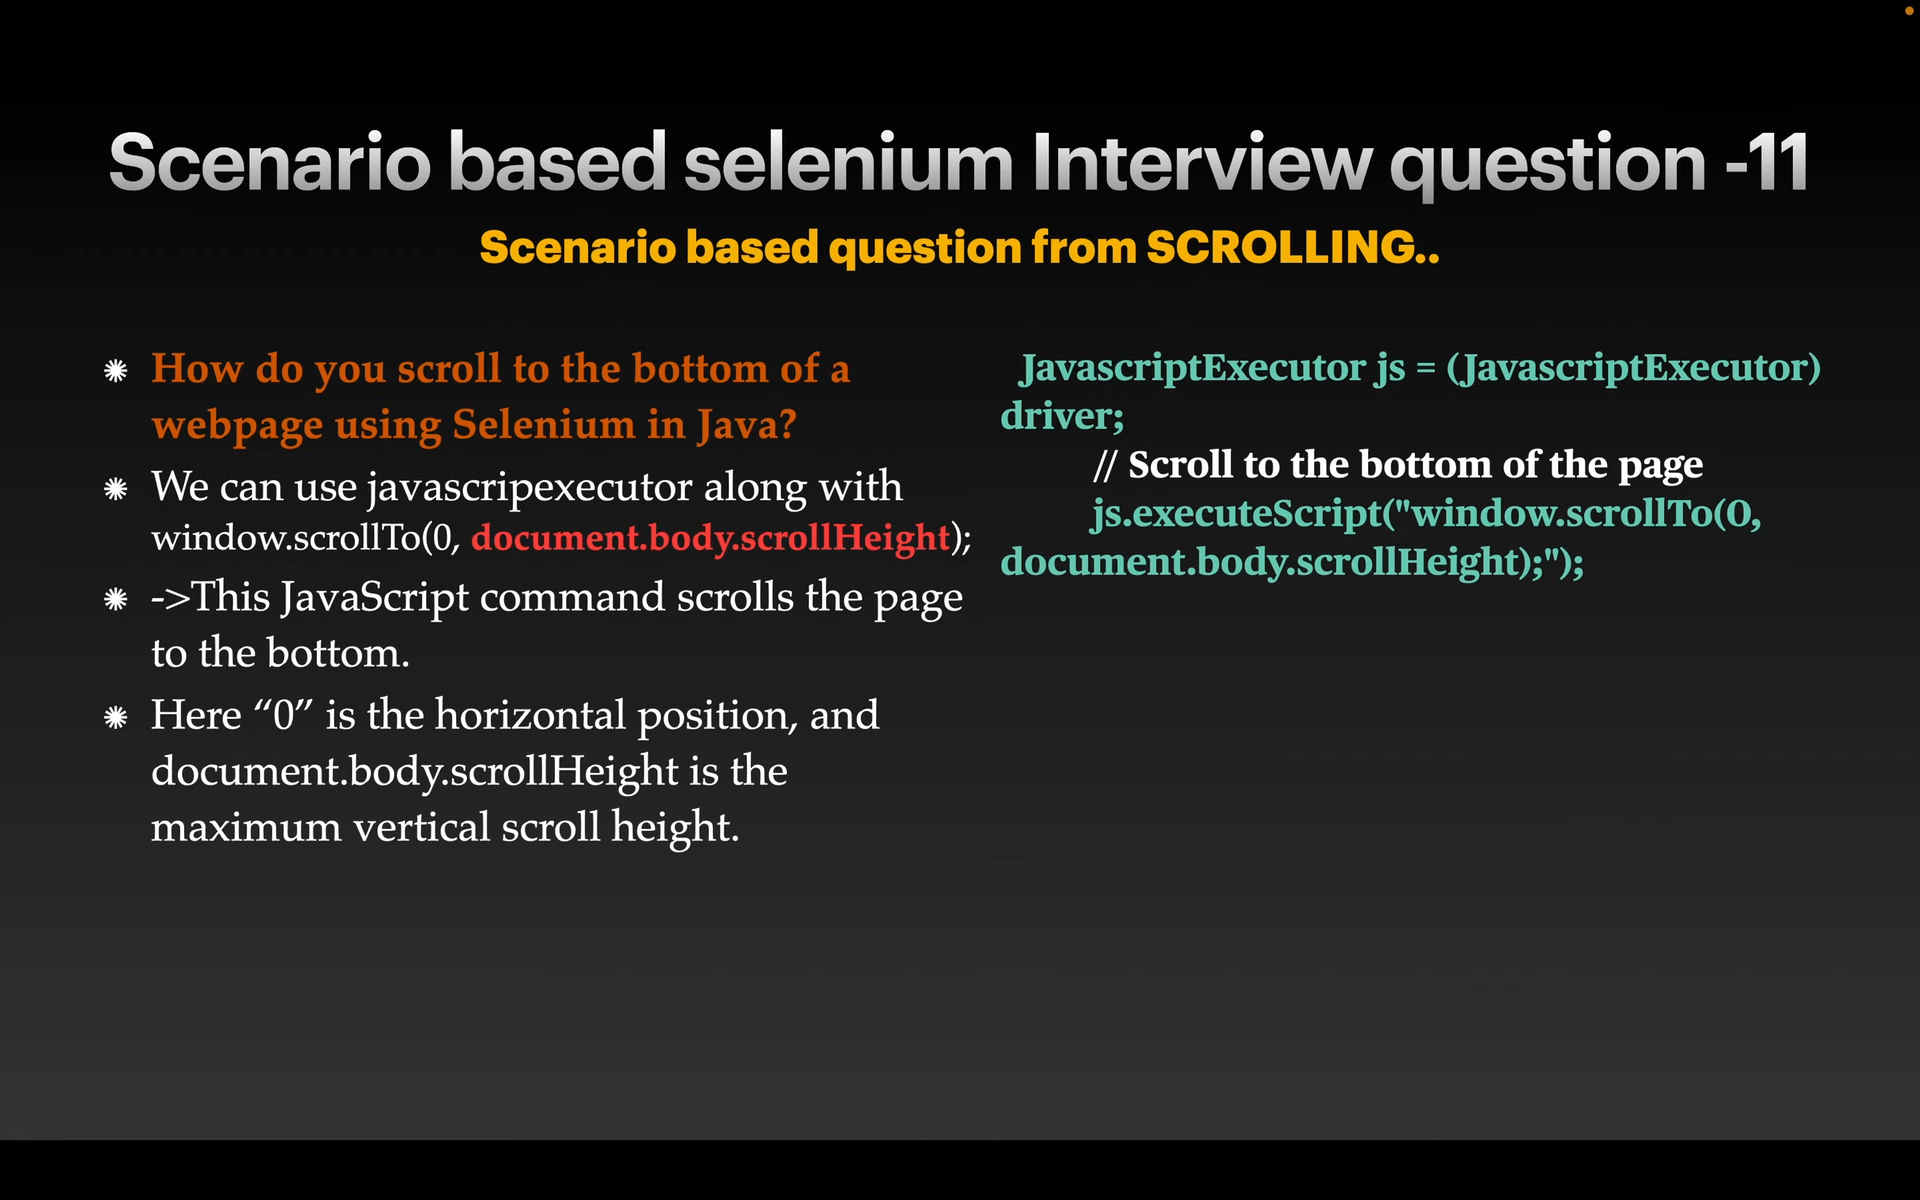 Scenario based selenium Interview question -11
Scenario based question from SCROLLING..
How do you scroll to the bottom of a
webpage using Selenium in Java?
We can use javascripexecutor along with
window.scrollTo(0, document.body.scrollHeight);
->This JavaScript command scrolls the page
to the bottom.
Here “0” is the horizontal position, and
document.body.scrollHeight is the
maximum vertical scroll height.
JavascriptExecutor js = (JavascriptExecutor)
driver;
// Scroll to the bottom of the page
js.executeScript("window.scrollTo(0,
document.body.scrollHeight);");